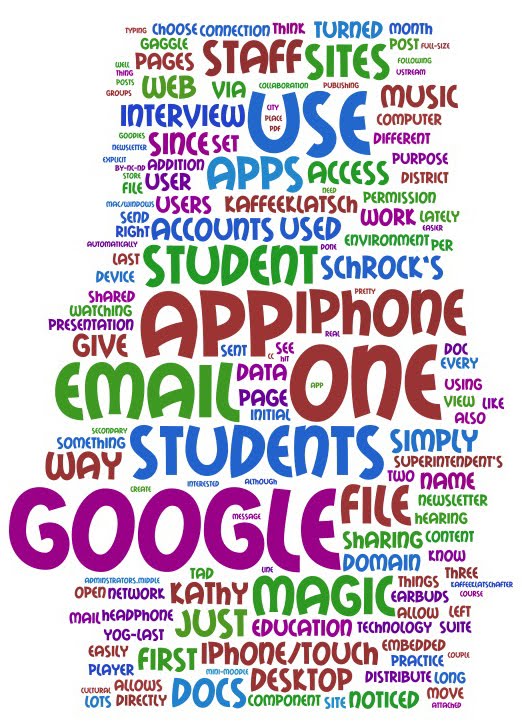 TYPING CHOOSE CONNECTION THINK TURNED MONTH
GAGGLE STAFF SITES POST FULL-SIZE
WELL PAGES FOLLOWING
THING WEB VIA COLLABORATION PUBLISHING USTREAM
POSTS
GROUPS USE MUSIC
INTERVIEW CITY COMPUTER
PEACE
PDF
GOODIES SINCE SET DIFFERENT
NEWSLETTER
EXPLICIT APPS ACCESS PURPOSE
BY-NC-ND ADDITION
STORE USER DISTRICT
FILE NEED
MAC/WINDOWS USERS KAFFEEKLATSCH PERMISSION
SEND WORK LATELY
RIGHT ACCOUNTS USED EASIER
AUTOMATICALLY DONE ENVIRONMENT PER
LAST STUDENT SCHROCK'S
DEVICE
SHARED APP IPHONE PRETTY
WATCHING
PRESENTATION REAL
GIVE SENT CC SEE DOC
HIT
EMAIL DATA ONE EVERY
PAGE APP USING
INITIAL VIEW LIKE
ALSO
SECONDARY STUDENTS SIMPLY
SOMETHING
WAY SUPERINTENDENT'S
CREATE INTERESTED ALTHOUGH TWO NAME
GOOGLE FILE NEWSLETTER
MESSAGE HEARING
SHARING CONTENT
LINE DOMAIN KNOW
ADMINSTRATORS.MIDDLE TAD MAGIC THINGS THREE
OPEN NETWORK KATHY EARBUDS KAFFEEKLATSCHAFTER
COURSE
MAIL HEADPHONE JUST ALLOW LEFT
YOG-LAST EDUCATION TECHNOLOGY SUITE
EASILY FIRST IPHONE/TOUCH EMBEDDED
PLAYER MINI-MOODLE DESKTOP PRACTICE COUPLE
CULTURAL ALLOWS DOCS DISTRIBUTE LONG
LOTS DIRECTLY COMPONENT SITE NOTICED MOVE
ATTACHED